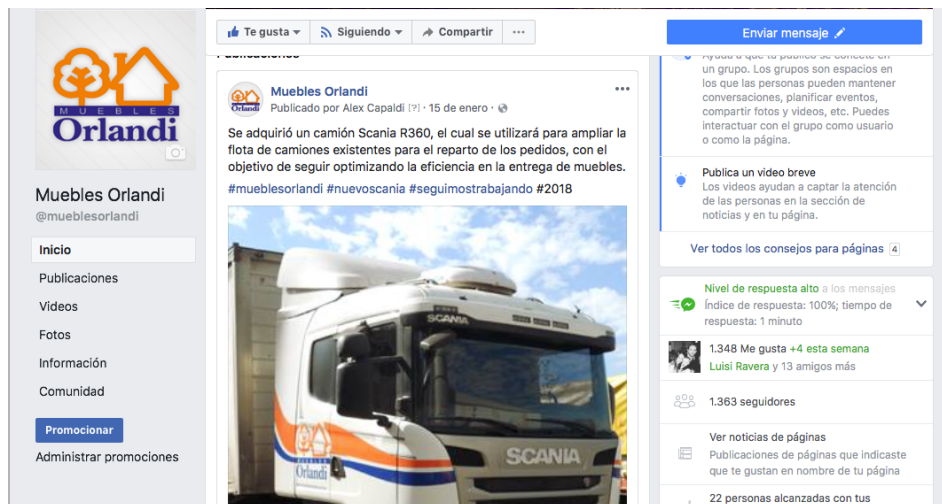 MUEBLES
Orlandi
Muebles Orlandi
@mueblesorlandi
Inicio
Publicaciones
Videos
Fotos
Información
Comunidad
Promocionar
Administrar promociones
Te gusta
Siguiendo
Compartir
...
Publicaciones
Muebles Orlandi
Publicado por Alex Capaldi [?] · 15 de enero ·
Se adquirió un camión Scania R360, el cual se utilizará para ampliar la
flota de camiones existentes para el reparto de los pedidos, con el
objetivo de seguir optimizando la eficiencia en la entrega de muebles.
#mueblesorlandi #nuevoscania #seguimostrabajando #2018
SCANIA
SCANIA
Orlandi
Enviar mensaje
Ayuda a que tu público se conecte en
un grupo. Los grupos son espacios en
los que las personas pueden mantener
conversaciones, planificar eventos,
compartir fotos y videos, etc. Puedes
interactuar con el grupo como usuario
o como la página.
Publica un video breve
Los videos ayudan a captar la atención
de las personas en la sección de
noticias y en tu página.
Ver todos los consejos para páginas 4
Nivel de respuesta alto a los mensajes
Índice de respuesta: 100%; tiempo de
respuesta: 1 minuto
1.348 Me gusta +4 esta semana
Luisi Ravera y 13 amigos más
1.363 seguidores
Ver noticias de páginas
Publicaciones de páginas que indicaste
que te gustan en nombre de tu página
22 personas alcanzadas con tus